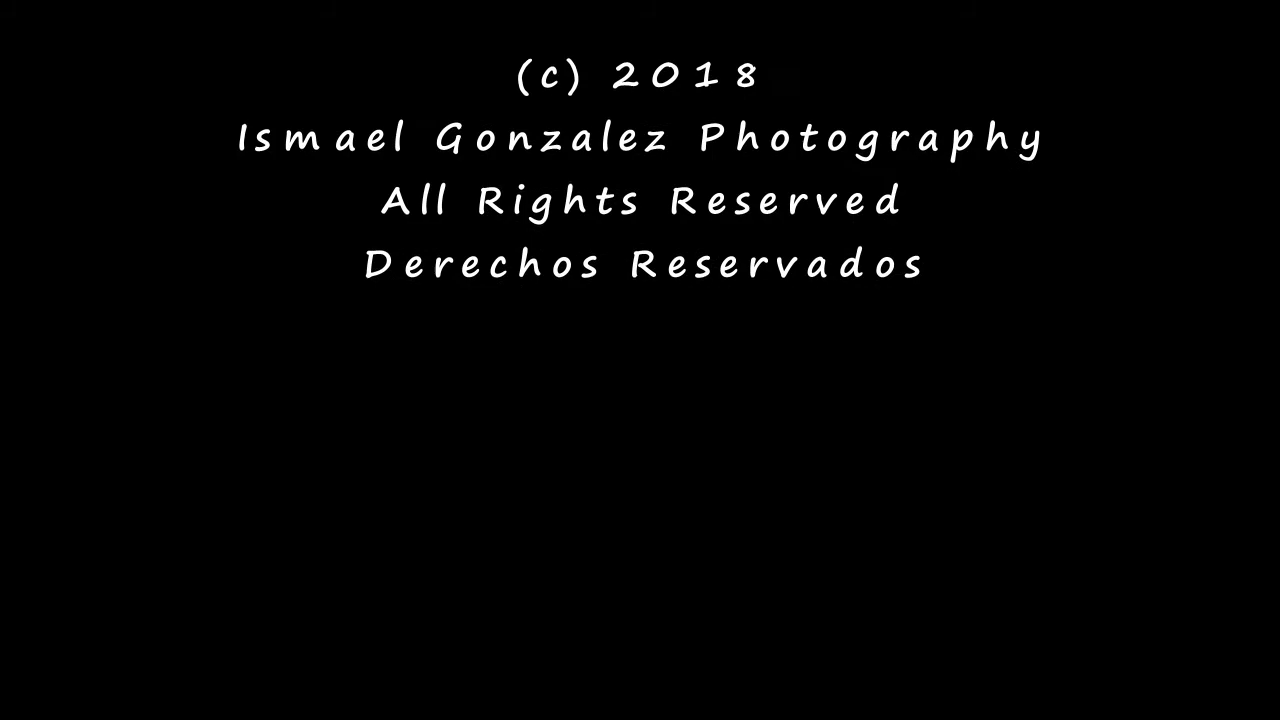 (c) 2018
Ismael Gonzalez Photography
All Rights Reserved
Derechos Reservados